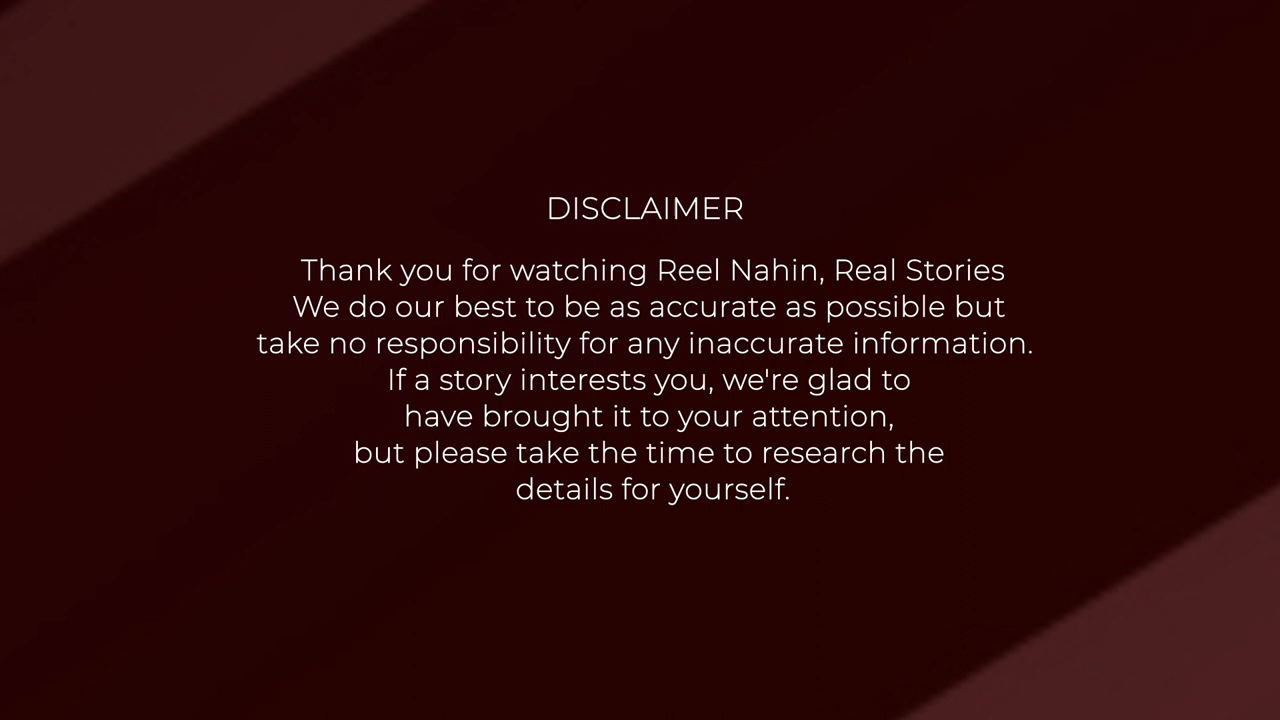 DISCLAIMER
Thank you for watching Reel Nahin, Real Stories
We do our best to be as accurate as possible but
take no responsibility for any inaccurate information.
If a story interests you, we're glad to
have brought it to your attention,
but please take the time to research the
details for yourself.